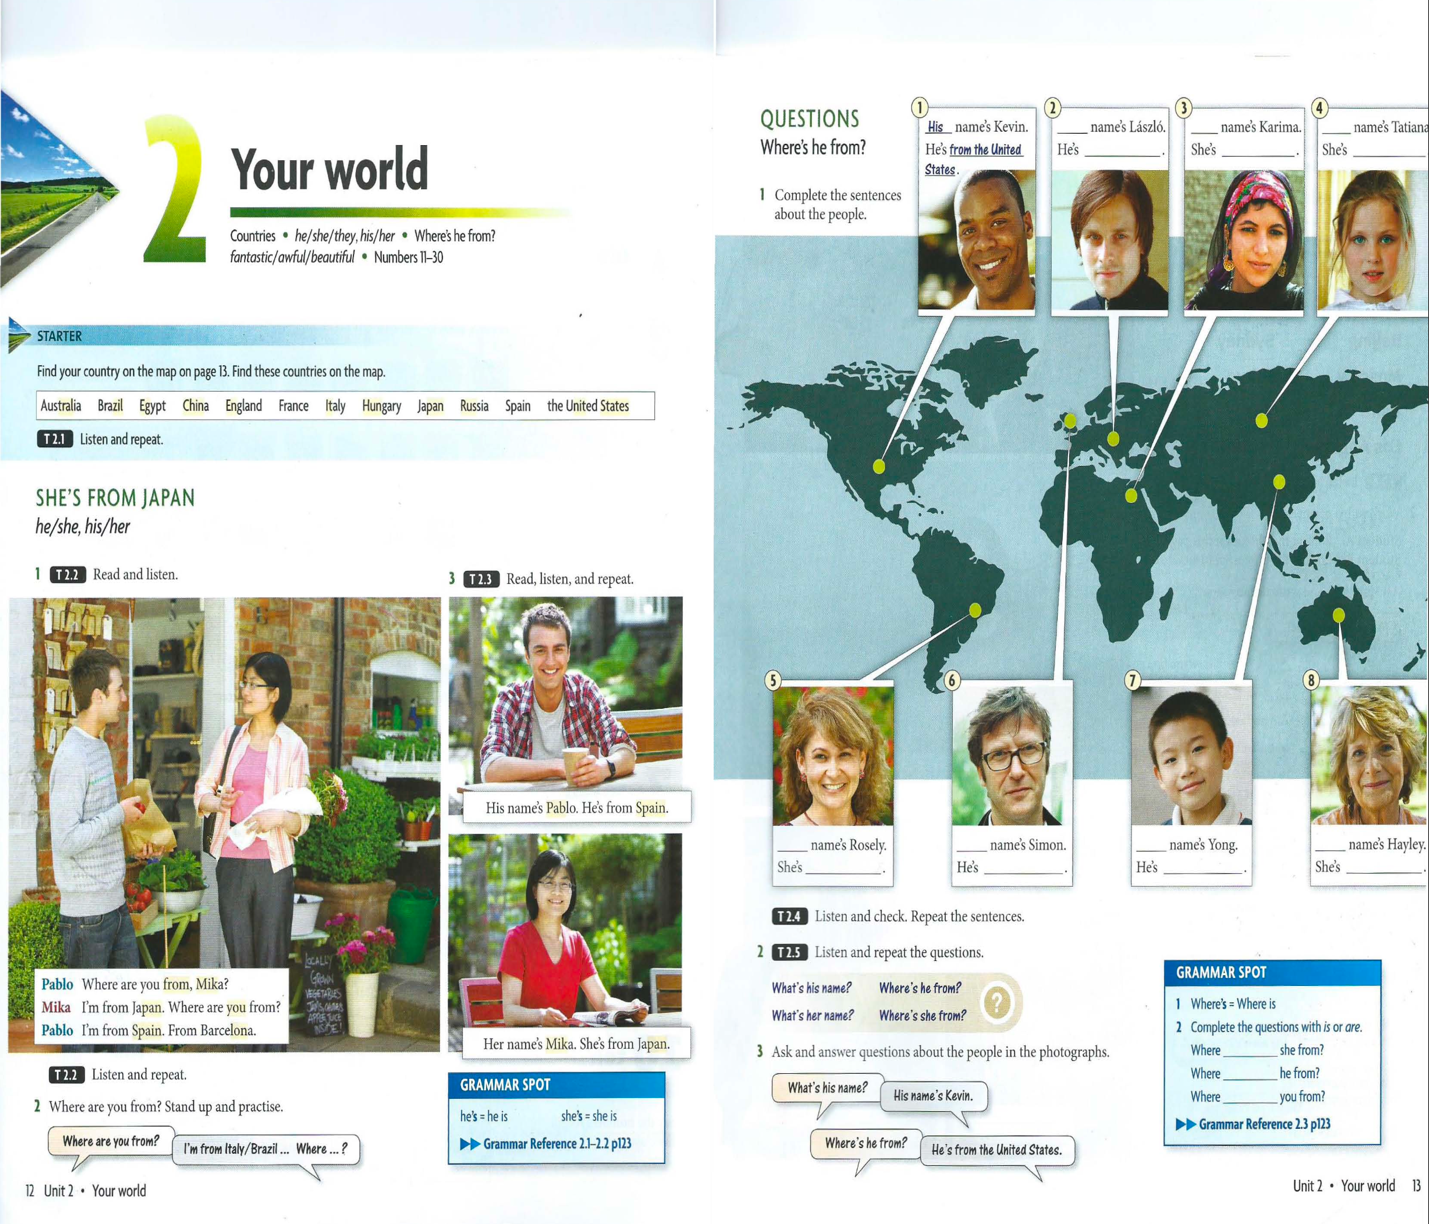 2
Your world
Countries • he/she/they, his/her • Where's he from?
fantastic/awful/beautiful • Numbers 11–30
STARTER
Find your country on the map on page 13. Find these countries on the map.
Australia Brazil Egypt China England France Italy Hungary Japan Russia Spain the United States
T 2.1 Listen and repeat.
SHE'S FROM JAPAN
he/she, his/her
1 T 2.2 Read and listen.
LOCALLY
GROWN
VEGETABLES
INSIDE!
Pablo Where are you from, Mika?
Mika I'm from Japan. Where are you from?
Pablo I'm from Spain. From Barcelona.
T 2.2 Listen and repeat.
2 Where are you from? Stand up and practise.
Where are you from?
I'm from Italy/Brazil ... Where ... ?
3 T 2.3 Read, listen, and repeat.
His name's Pablo. He's from Spain.
Her name's Mika. She's from Japan.
GRAMMAR SPOT
he's = he is she's = she is
▶▶ Grammar Reference 2.1–2.2 p123
12 Unit 2 • Your world
QUESTIONS
Where's he from?
1 Complete the sentences
about the people.
1
His name's Kevin.
He's from the United
States.
2
____ name's László.
He's __________.
3
____ name's Karima.
She's __________.
4
____ name's Tatiana
She's __________
5
____ name's Rosely.
She's __________.
6
____ name's Simon.
He's __________.
7
____ name's Yong.
He's __________.
8
____ name's Hayley.
She's __________.
T 2.4 Listen and check. Repeat the sentences.
2 T 2.5 Listen and repeat the questions.
What's his name? Where's he from?
What's her name? Where's she from?
?
3 Ask and answer questions about the people in the photographs.
What's his name?
His name's Kevin.
Where's he from?
He's from the United States.
GRAMMAR SPOT
1 Where's = Where is
2 Complete the questions with is or are.
Where ________ she from?
Where ________ he from?
Where ________ you from?
▶▶ Grammar Reference 2.3 p123
Unit 2 • Your world 13